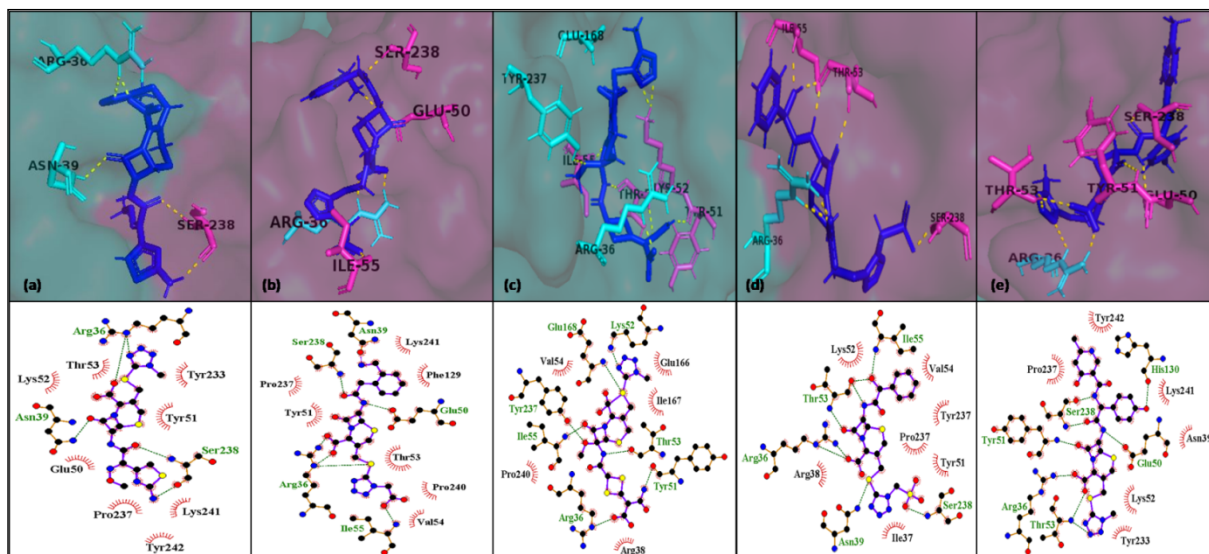 ARG-36
ASN-39
SER-238
(a)
SER-238
GLU-50
ARG-36
ILE-55
(b)
GLU-168
TYR-237
LYS-52
ARG-36
(c)
ILE-55
THR-53
ARG-36
SER-238
(d)
SER-238
THR-53
TYR-51
GLU-50
ARG-36
(e)
Arg36
Thr53
Lys52
Tyr233
Asn39
Tyr51
Glu50
Ser238
Pro237
Lys241
Tyr242
Asn39
Ser238
Lys241
Phe129
Pro237
Tyr51
Glu50
Thr53
Arg36
Pro240
Ile55
Val54
Glu168
Lys52
Val54
Glu166
Ile167
Tyr237
Ile55
Thr53
Pro240
Tyr51
Arg36
Arg38
Ile55
Lys52
Val54
Thr53
Tyr237
Pro237
Arg36
Arg38
Tyr51
Ser238
Asn39
Ile37
Tyr242
Pro237
His130
Lys241
Ser238
Tyr51
Asn39
Glu50
Lys52
Arg36
Thr53
Tyr233